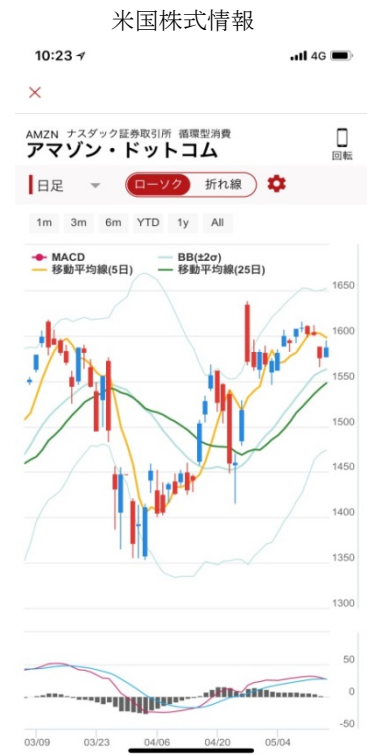 米国株式情報
10:23
4G
×
AMZN ナスダック証券取引所 循環型消費
アマゾン・ドットコム
回転
日足
ローソク 折れ線
1m 3m 6m YTD 1y All
MACD BB(±2σ)
移動平均線(5日) 移動平均線(25日)
1650
1600
1550
1500
1450
1400
1350
1300
50
0
-50
03/09 03/23 04/06 04/20 05/04